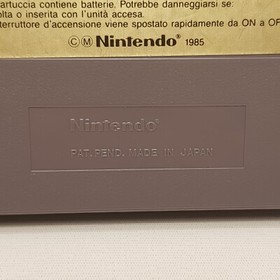 artuccia contiene batterie. Potrebbe danneggiarsi se:
olta o inserita con l'unità accesa.
terruttore d'accensione viene spostato rapidamente da ON a OF
©Ⓜ Nintendo® 1985
Nintendo®
PAT. PEND. MADE IN JAPAN